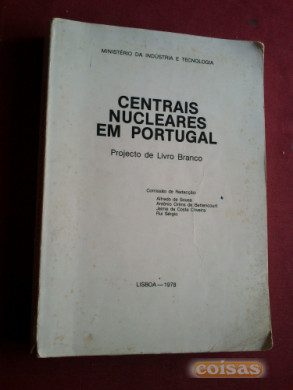 MINISTÉRIO DA INDÚSTRIA E TECNOLOGIA
CENTRAIS
NUCLEARES
EM PORTUGAL
Projecto de Livro Branco
Comissão de Redacção
Alfredo de Sousa
António Ortins de Bettencourt
Jaime da Costa Oliveira
Rui Sérgio
LISBOA — 1978
coisas